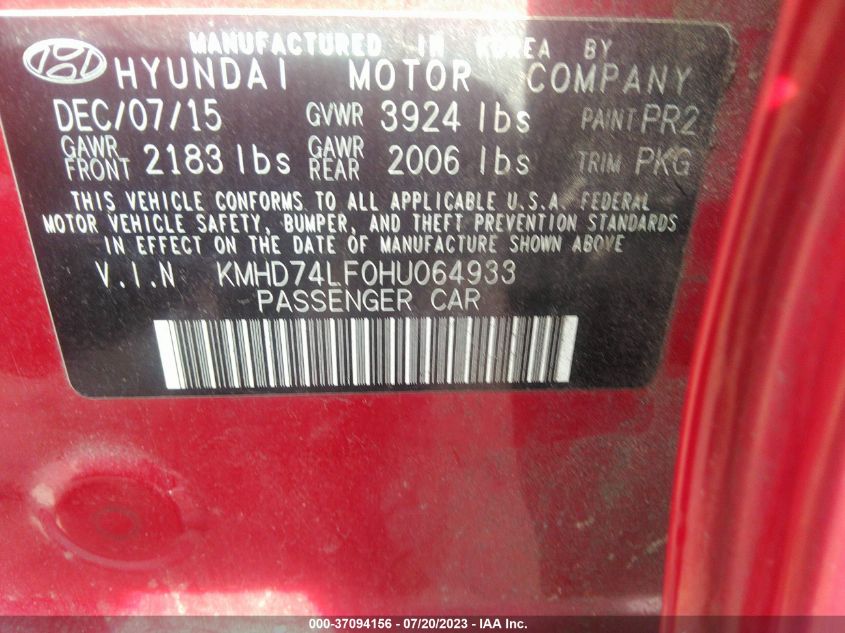 MANUFACTURED IN KOREA BY
HYUNDAI MOTOR COMPANY
DEC/07/15 GVWR 3924 lbs PAINT PR2
GAWR FRONT 2183 lbs GAWR REAR 2006 lbs TRIM PKG
THIS VEHICLE CONFORMS TO ALL APPLICABLE U.S.A. FEDERAL
MOTOR VEHICLE SAFETY, BUMPER, AND THEFT PREVENTION STANDARDS
IN EFFECT ON THE DATE OF MANUFACTURE SHOWN ABOVE
V.I.N KMHD74LF0HU064933
PASSENGER CAR
000-37094156 - 07/20/2023 - IAA Inc.